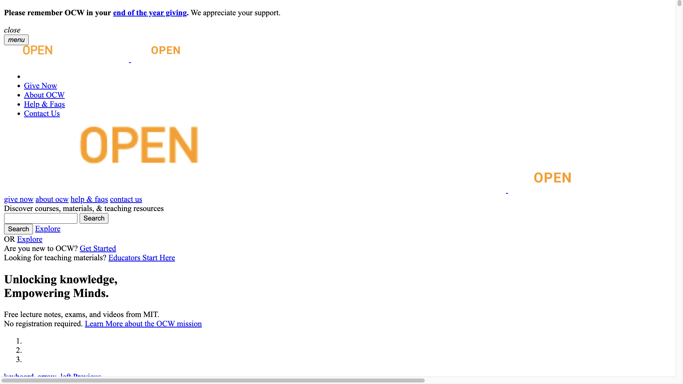 Please remember OCW in your end of the year giving. We appreciate your support.
close
menu
OPEN OPEN
Give Now
About OCW
Help & Faqs
Contact Us
OPEN
OPEN
give now about ocw help & faqs contact us
Discover courses, materials, & teaching resources
Search
Search Explore
OR Explore
Are you new to OCW? Get Started
Looking for teaching materials? Educators Start Here
Unlocking knowledge,
Empowering Minds.
Free lecture notes, exams, and videos from MIT.
No registration required. Learn More about the OCW mission
1.
2.
3.
keyboard_arrow_left Previous